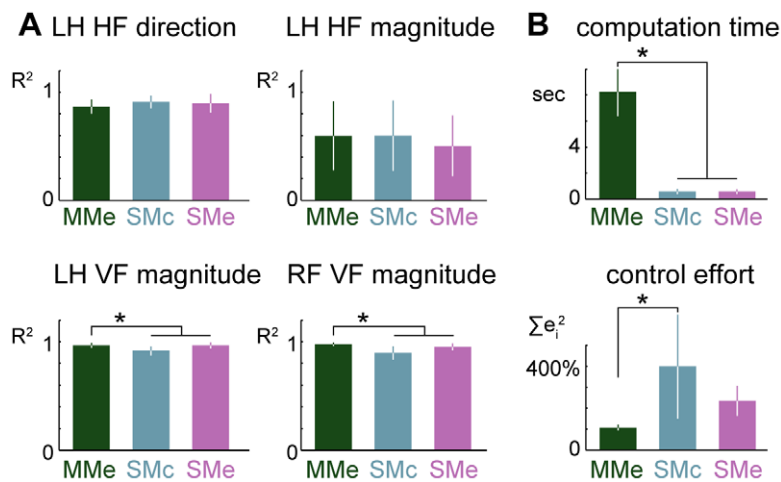 A LH HF direction
R²
1
0
MMe SMc SMe
LH HF magnitude
R²
1
0
MMe SMc SMe
B computation time
*
sec
4
0
MMe SMc SMe
LH VF magnitude
*
R²
1
0
MMe SMc SMe
RF VF magnitude
*
R²
1
0
MMe SMc SMe
control effort
*
∑eᵢ²
400%
0
MMe SMc SMe